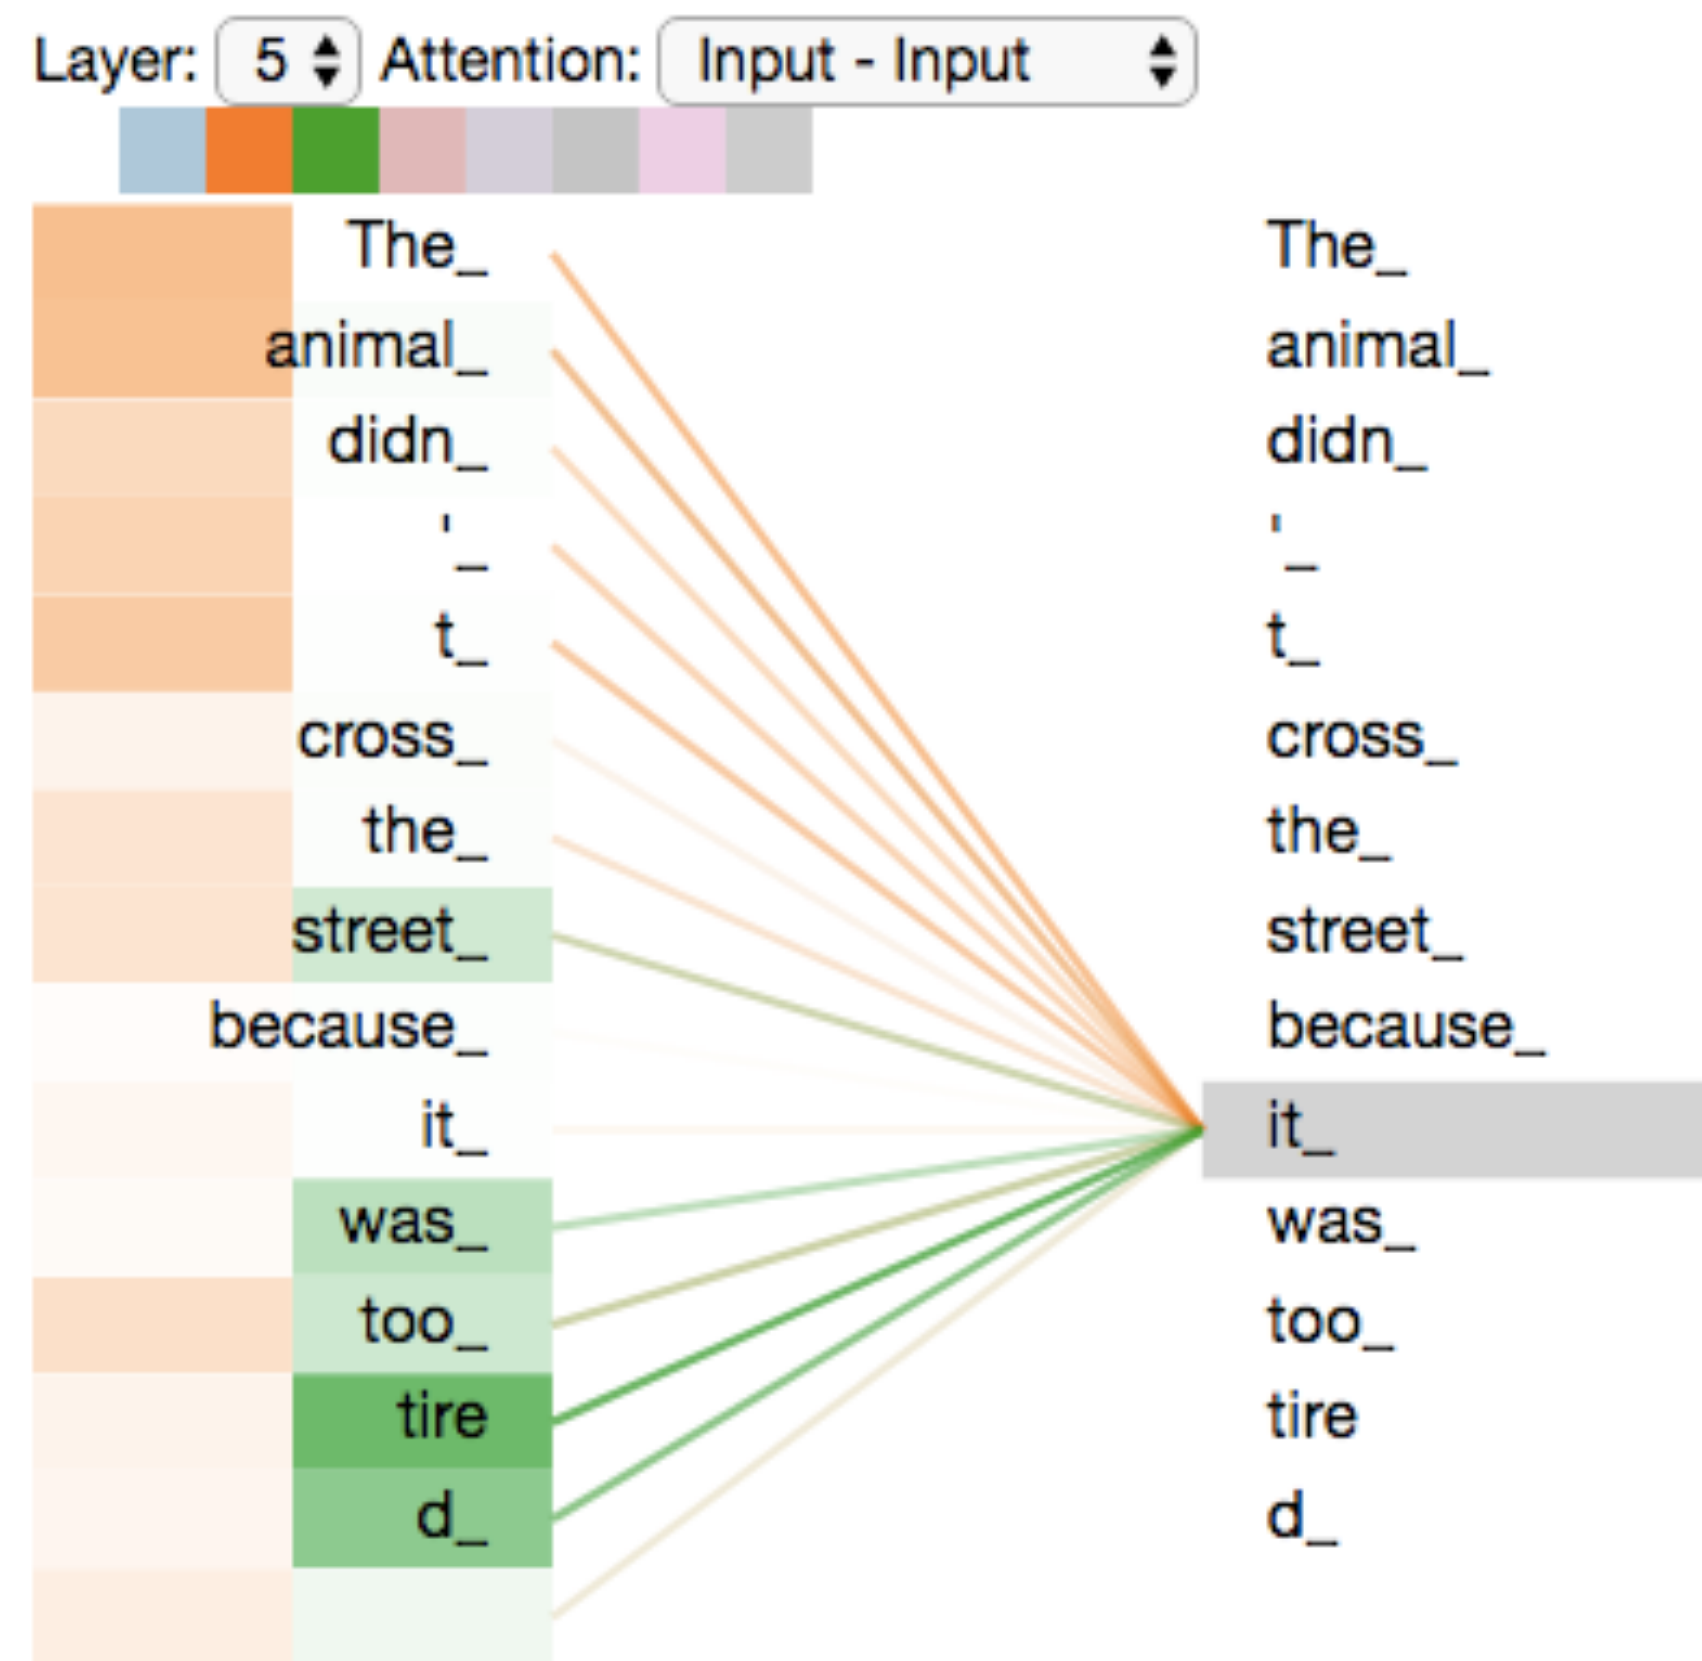 Layer: 5 Attention: Input - Input
The_ The_
animal_ animal_
didn_ didn_
'_ '_
t_ t_
cross_ cross_
the_ the_
street_ street_
because_ because_
it_ it_
was_ was_
too_ too_
tire tire
d_ d_